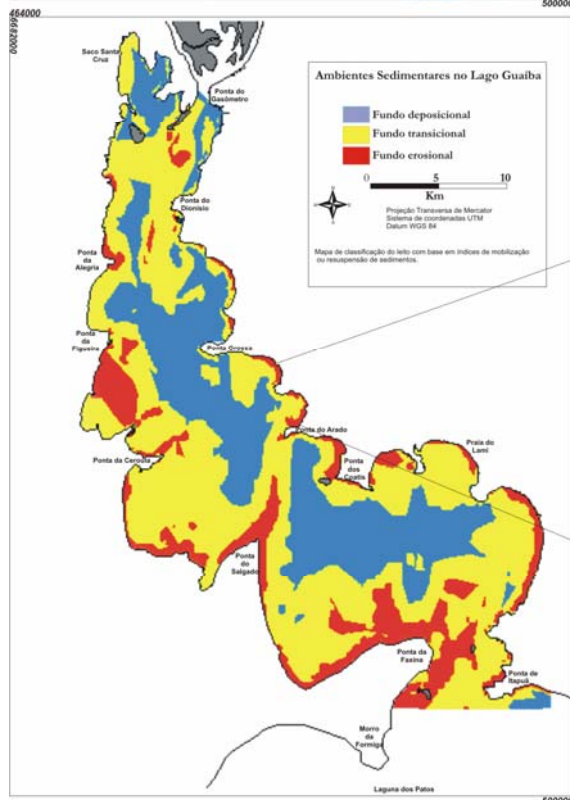 464000
500000
6682000
Saco Santa
Cruz
Ponta do
Gasômetro
Ambientes Sedimentares no Lago Guaíba
Fundo deposicional
Fundo transicional
Fundo erosional
0 5 10
Km
Projeção Transversa de Mercator
Sistema de coordenadas UTM
Datum WGS 84
Mapa de classificação do leito com base em índices de mobilização
ou resuspensão de sedimentos.
Ponta do
Dionísio
Ponta
da
Alegria
Ponta
da
Figueira
Ponta Grossa
Ponta do Arado
Praia do
Lami
Ponta da Ceroula
Ponta
dos
Coatis
Ponta
do
Salgado
Ponta da
Faxina
Ponta de
Itapuã
Morro
da
Formiga
Laguna dos Patos